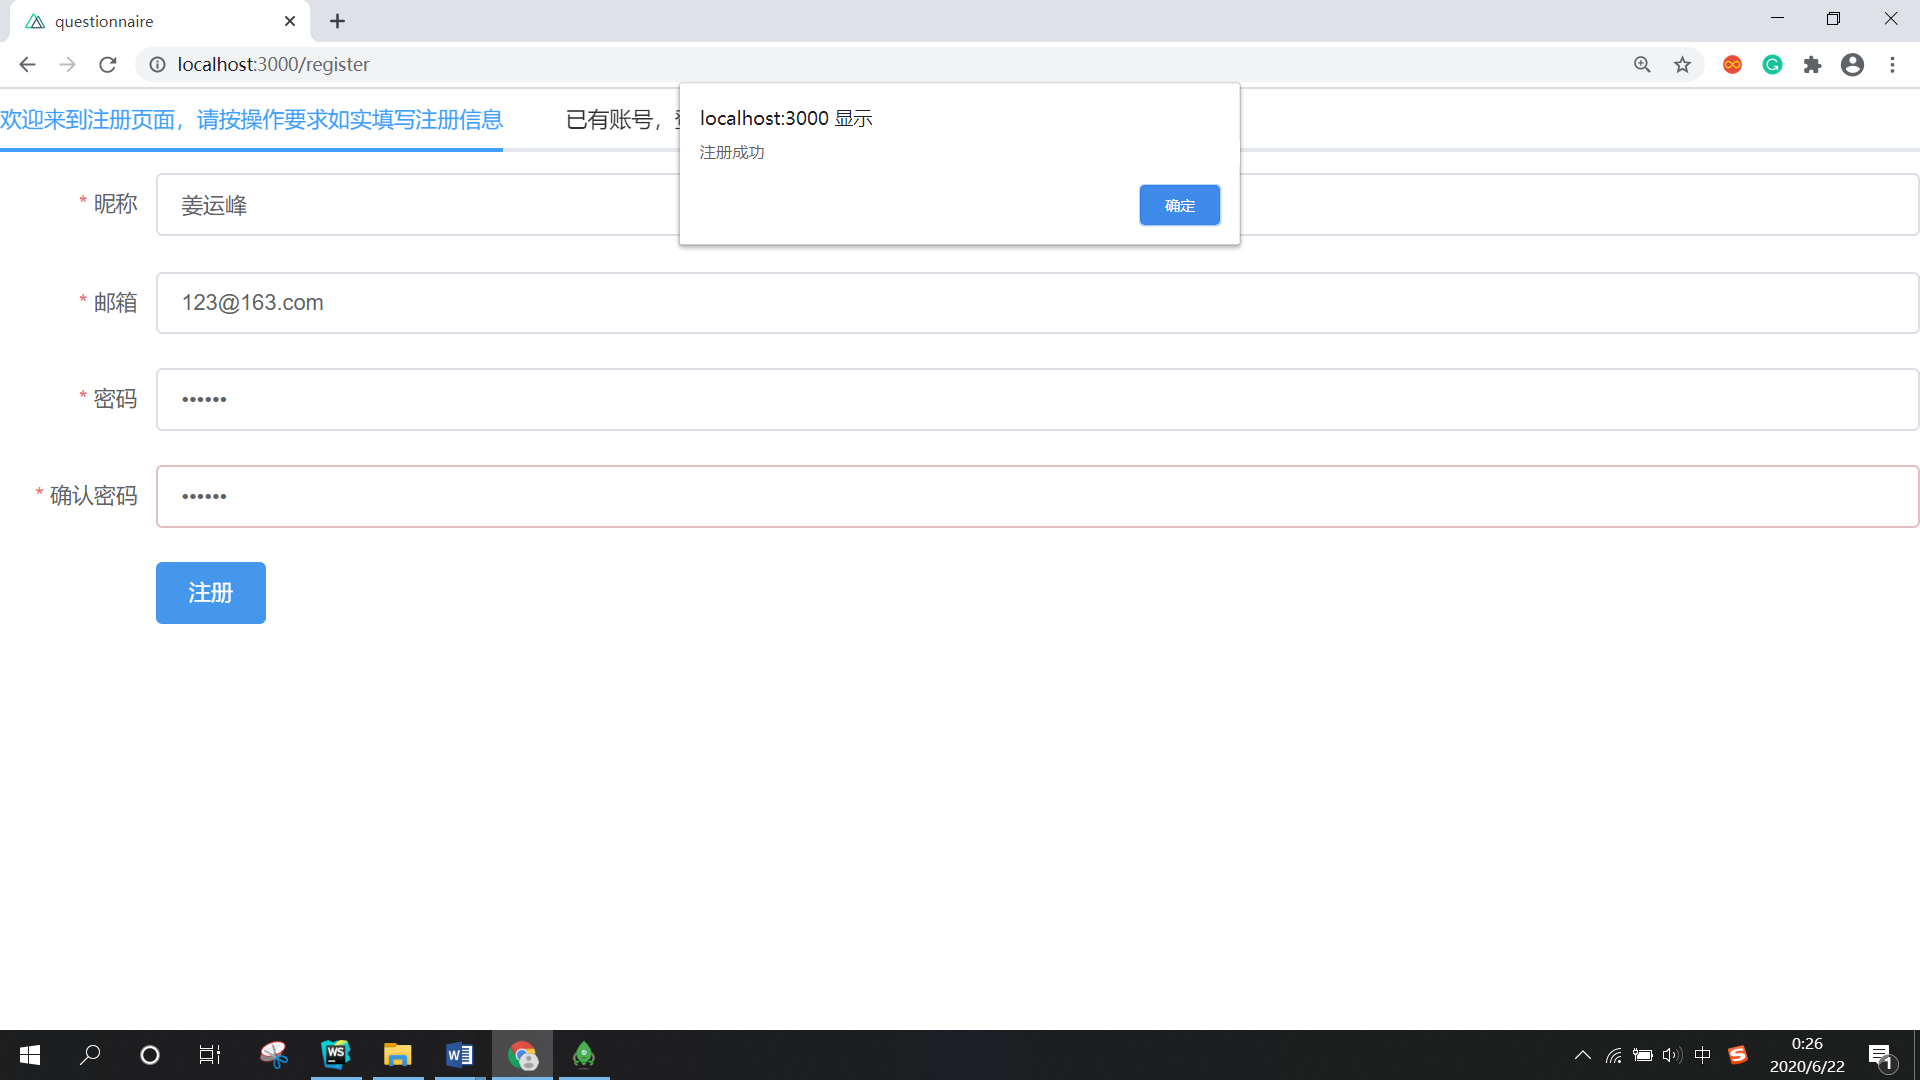 questionnaire
localhost:3000/register
欢迎来到注册页面，请按操作要求如实填写注册信息
已有账号，
localhost:3000 显示
注册成功
确定
* 昵称
姜运峰
* 邮箱
123@163.com
* 密码
••••••
* 确认密码
••••••
注册
WS
W
中
S
0:26
2020/6/22
1